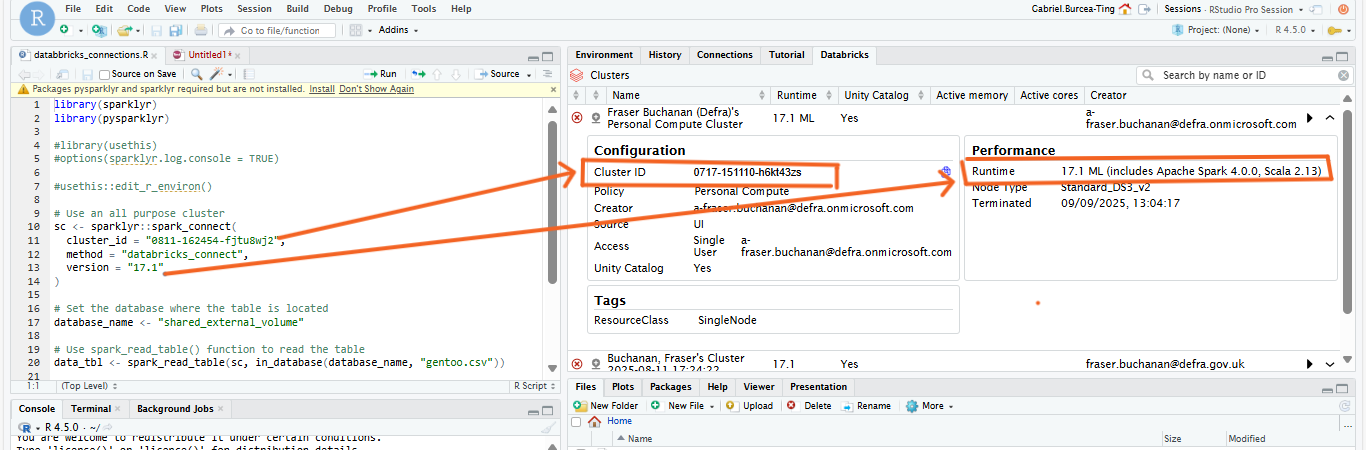 R File Edit Code View Plots Session Build Debug Profile Tools Help Gabriel.Burcea-Ting Sessions RStudio Pro Session
Go to file/function Addins Project: (None) R 4.5.0
databbricks_connections.R × Untitled1* ×
Source on Save Run Source
Packages pysparklyr and sparklyr required but are not installed. Install Don't Show Again
1 library(sparklyr)
2 library(pysparklyr)
3
4 #library(usethis)
5 #options(sparklyr.log.console = TRUE)
6
7 #usethis::edit_r_environ()
8
9 # Use an all purpose cluster
10 sc <- sparklyr::spark_connect(
11 cluster_id = "0811-162454-fjtu8wj2",
12 method = "databricks_connect",
13 version = "17.1"
14 )
15
16 # Set the database where the table is located
17 database_name <- "shared_external_volume"
18
19 # Use spark_read_table() function to read the table
20 data_tbl <- spark_read_table(sc, in_database(database_name, "gentoo.csv"))
21
1:1 (Top Level) R Script
Console Terminal × Background Jobs ×
R R 4.5.0 · ~/
You are welcome to redistribute it under certain conditions.
Type 'license()' or 'licence()' for distribution details.
Environment History Connections Tutorial Databricks
Clusters Search by name or ID
Name Runtime Unity Catalog Active memory Active cores Creator
Fraser Buchanan (Defra)'s
Personal Compute Cluster 17.1 ML Yes a-
fraser.buchanan@defra.onmicrosoft.com
Configuration
Cluster ID 0717-151110-h6kt43zs
Policy Personal Compute
Creator a-fraser.buchanan@defra.onmicrosoft.com
Source UI
Access Single User a-
fraser.buchanan@defra.onmicrosoft.com
Unity Catalog Yes
Performance
Runtime 17.1 ML (includes Apache Spark 4.0.0, Scala 2.13)
Node Type Standard_DS3_v2
Terminated 09/09/2025, 13:04:17
Tags
ResourceClass SingleNode
Buchanan, Fraser's Cluster
2025-08-11 17:24:22 17.1 Yes fraser.buchanan@defra.gov.uk
Files Plots Packages Help Viewer Presentation
New Folder New File Upload Delete Rename More
Home ...
Name Size Modified